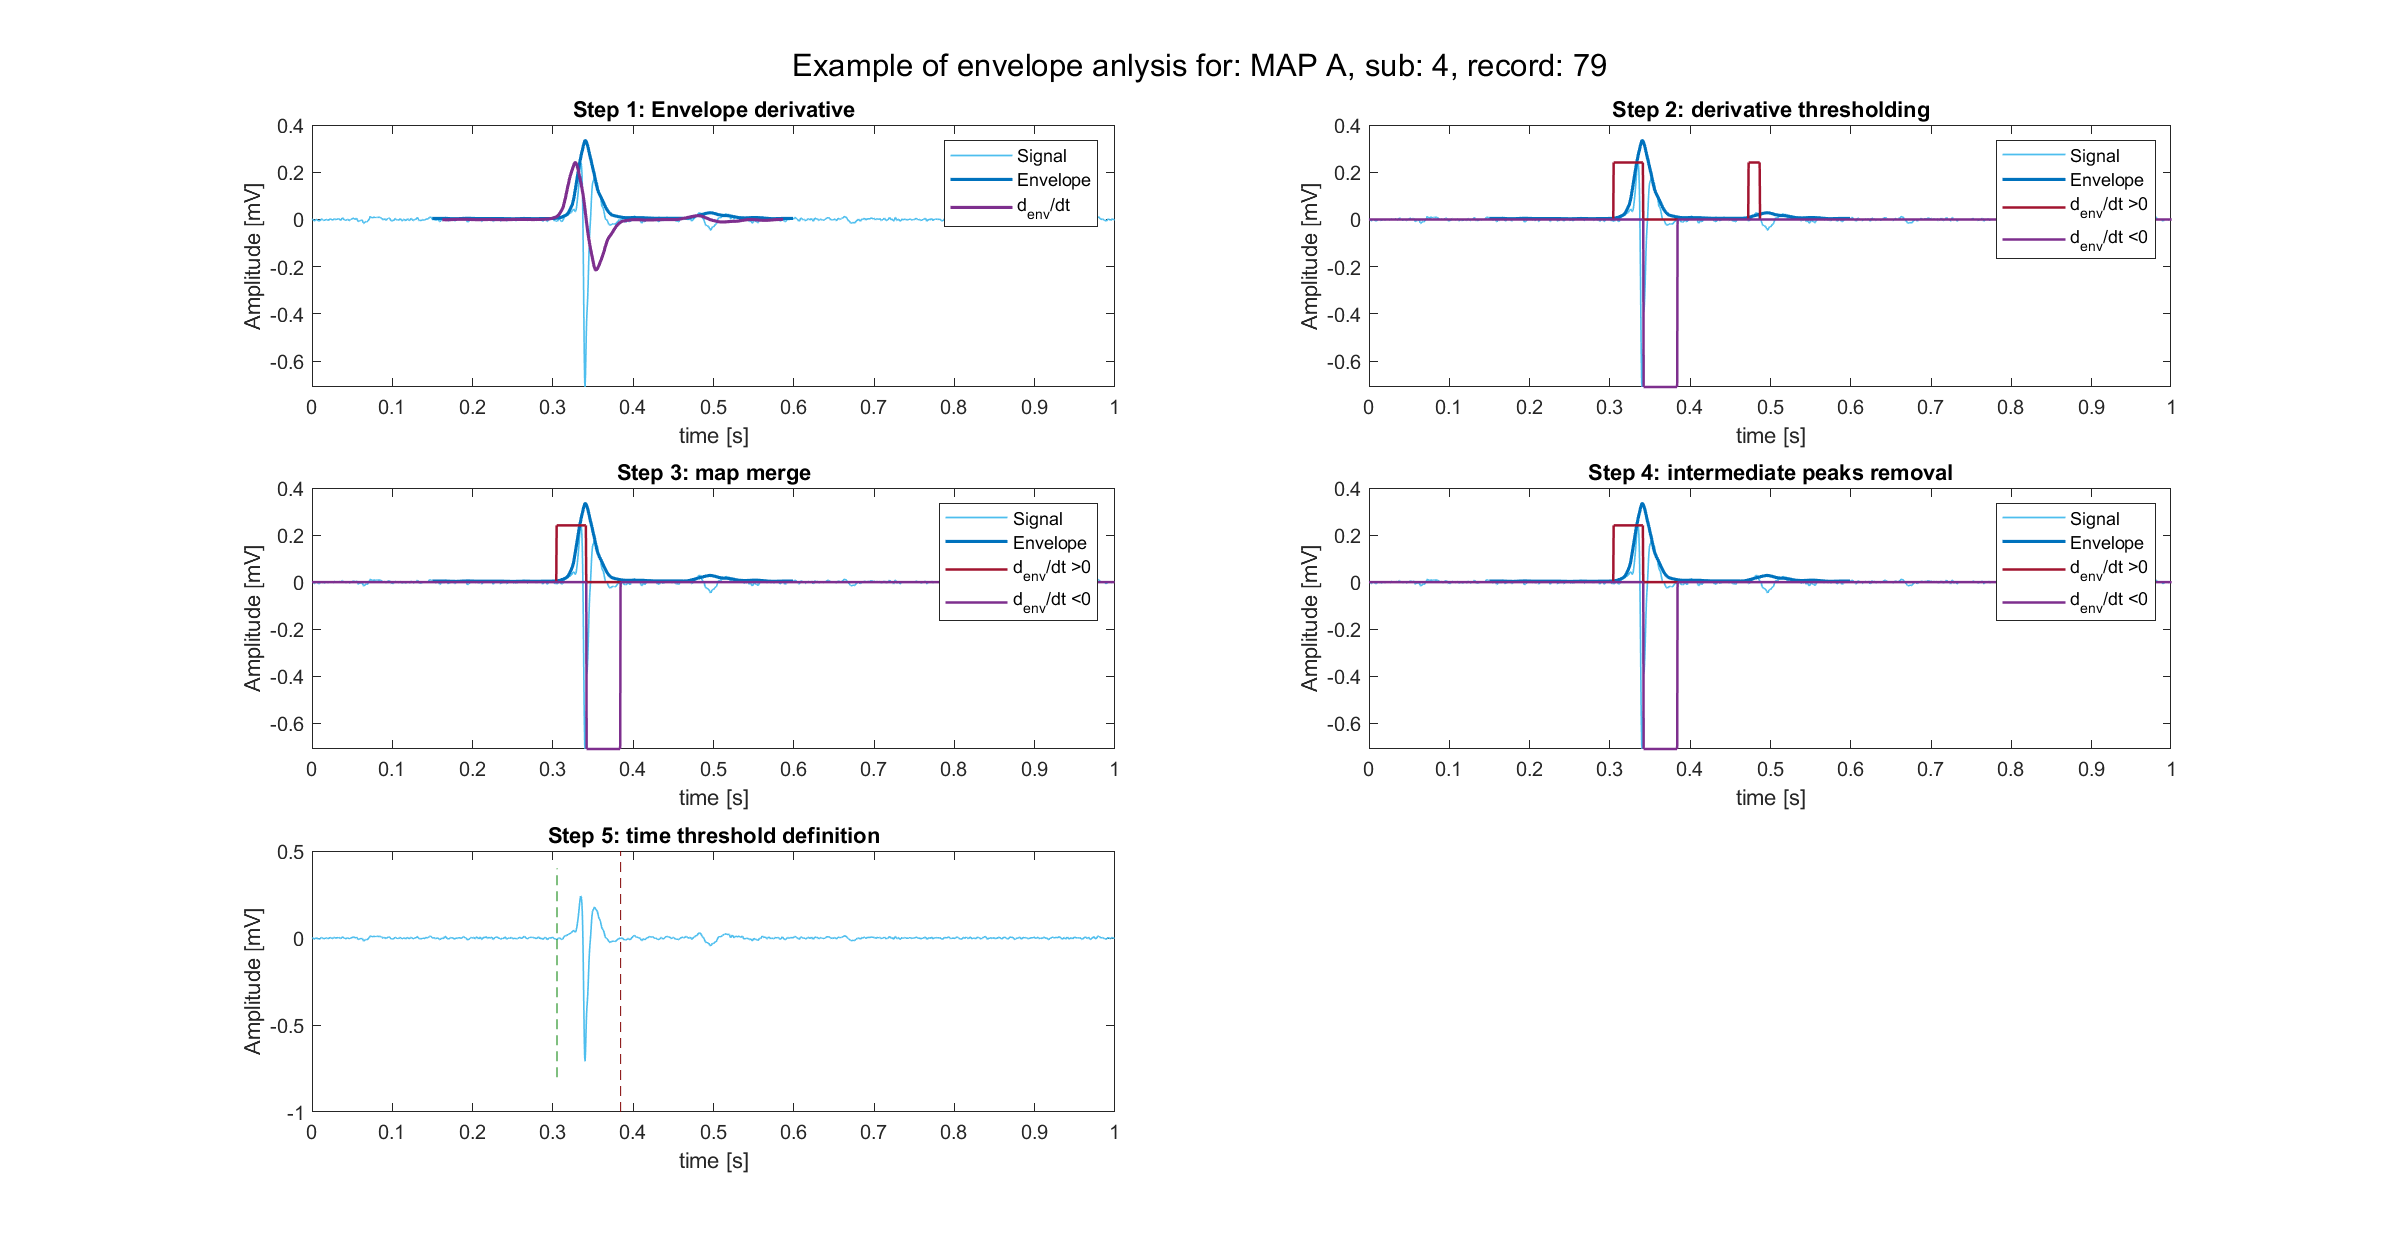 Example of envelope anlysis for: MAP A, sub: 4, record: 79
Step 1: Envelope derivative
0.4
0.2
0
-0.2
-0.4
-0.6
Amplitude [mV]
Signal
Envelope
d_env/dt
0 0.1 0.2 0.3 0.4 0.5 0.6 0.7 0.8 0.9 1
time [s]
Step 2: derivative thresholding
0.4
0.2
0
-0.2
-0.4
-0.6
Amplitude [mV]
Signal
Envelope
d_env/dt >0
d_env/dt <0
0 0.1 0.2 0.3 0.4 0.5 0.6 0.7 0.8 0.9 1
time [s]
Step 3: map merge
0.4
0.2
0
-0.2
-0.4
-0.6
Amplitude [mV]
Signal
Envelope
d_env/dt >0
d_env/dt <0
0 0.1 0.2 0.3 0.4 0.5 0.6 0.7 0.8 0.9 1
time [s]
Step 4: intermediate peaks removal
0.4
0.2
0
-0.2
-0.4
-0.6
Amplitude [mV]
Signal
Envelope
d_env/dt >0
d_env/dt <0
0 0.1 0.2 0.3 0.4 0.5 0.6 0.7 0.8 0.9 1
time [s]
Step 5: time threshold definition
0.5
0
-0.5
-1
Amplitude [mV]
0 0.1 0.2 0.3 0.4 0.5 0.6 0.7 0.8 0.9 1
time [s]